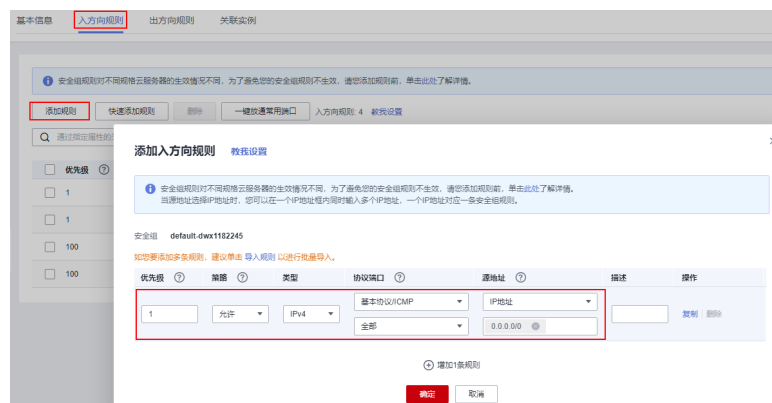 基本信息 入方向规则 出方向规则 关联实例
安全组规则对不同规格云服务器的生效情况不同，为了避免您的安全组规则不生效，请您添加规则前，单击此处了解详情。
添加规则 快速添加规则 删除 一键放通常用端口 入方向规则: 4 教我设置
通过指定属性的
添加入方向规则 教我设置
优先级
安全组规则对不同规格云服务器的生效情况不同，为了避免您的安全组规则不生效，请您添加规则前，单击此处了解详情。
当源地址选择IP地址时，您可以在一个IP地址框内同时输入多个IP地址，一个IP地址对应一条安全组规则。
1
1
100
100
安全组 default-dwx1182245
如您要添加多条规则，建议单击 导入规则 以进行批量导入。
优先级 策略 类型 协议端口 源地址 描述 操作
1 允许 IPv4 基本协议/ICMP IP地址 复制 删除
全部 0.0.0.0/0
增加1条规则
确定 取消